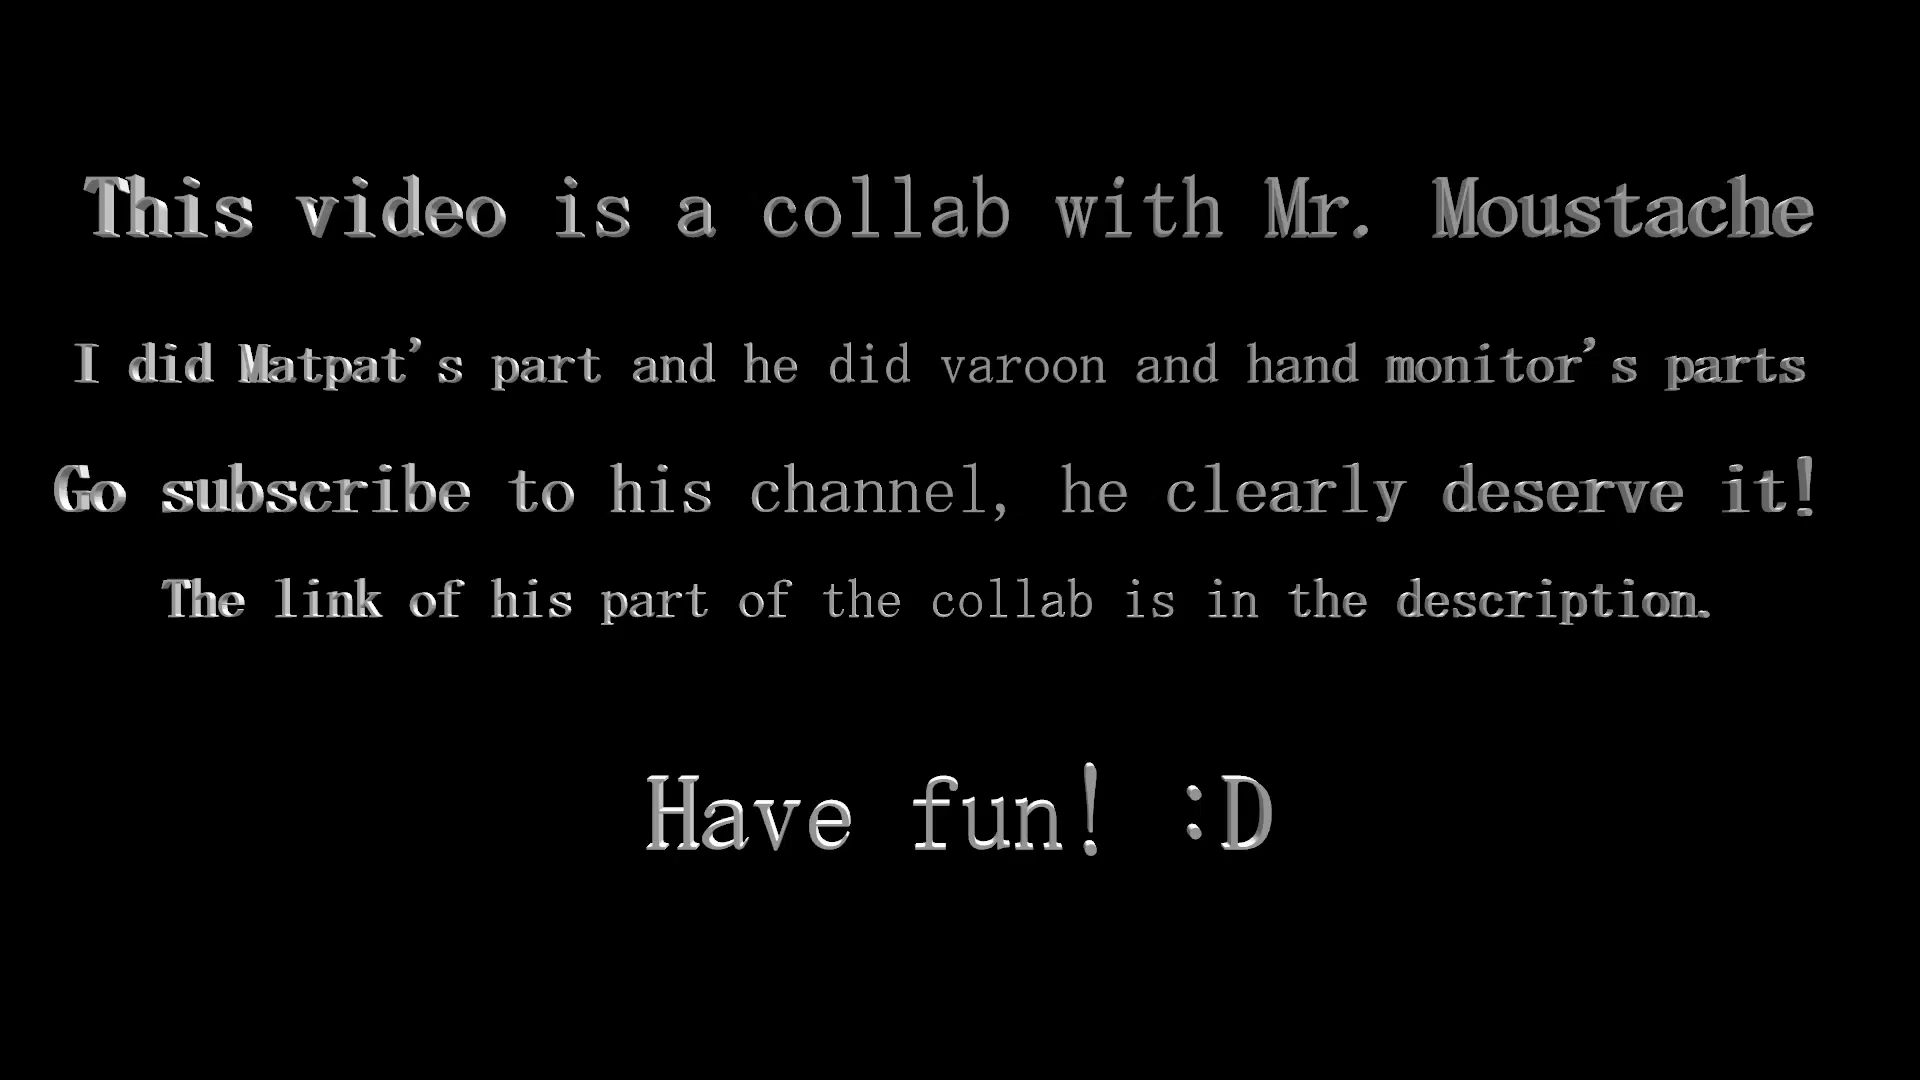 This video is a collab with Mr. Moustache
I did Matpat's part and he did varoon and hand monitor's parts
Go subscribe to his channel, he clearly deserve it!
The link of his part of the collab is in the description.
Have fun! :D